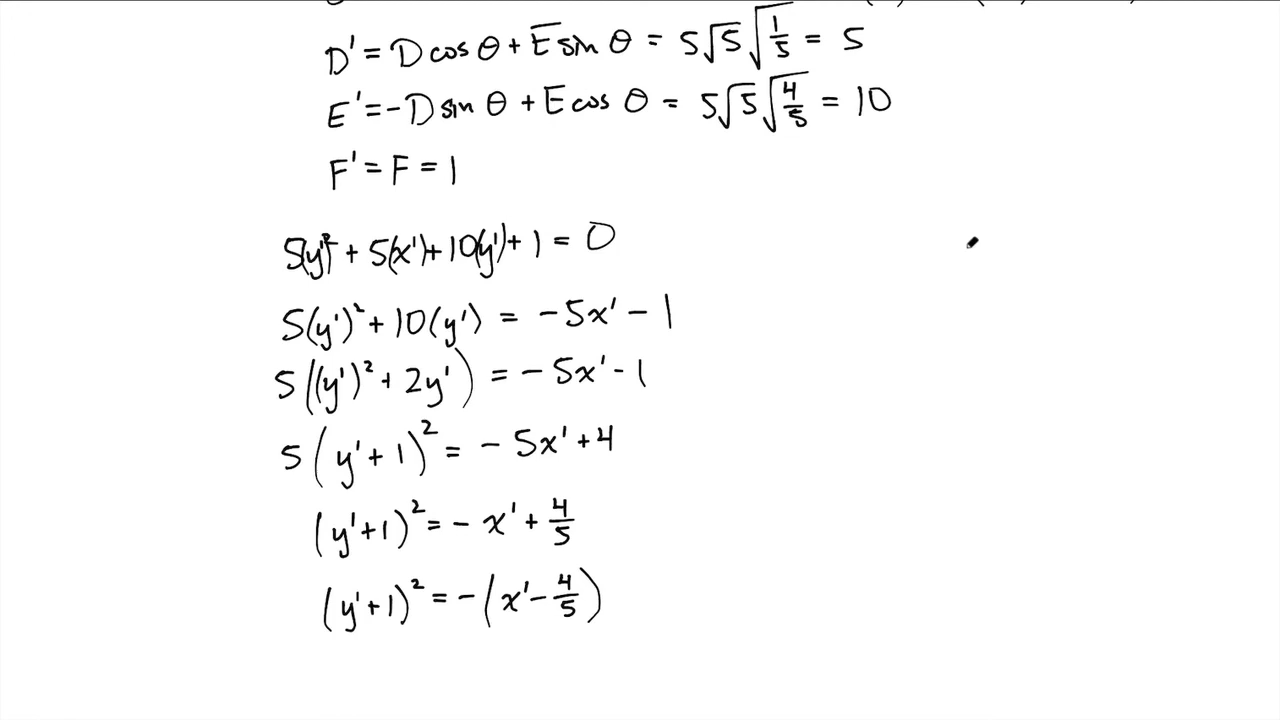 D' = D cos θ + E sin θ = 5√5 √(1/5) = 5
E' = -D sin θ + E cos θ = 5√5 √(4/5) = 10
F' = F = 1
5(y')² + 5(x') + 10(y') + 1 = 0
5(y')² + 10(y') = -5x' - 1
5((y')² + 2y') = -5x' - 1
5(y' + 1)² = -5x' + 4
(y' + 1)² = -x' + 4/5
(y' + 1)² = -(x' - 4/5)